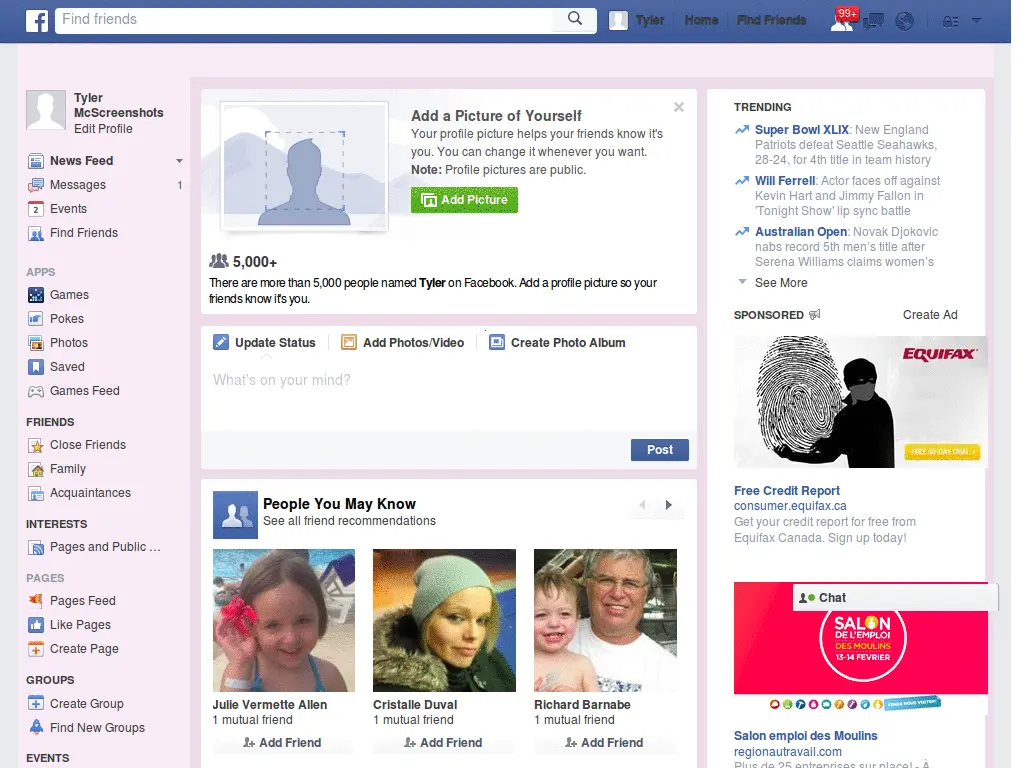 f
Find friends
Tyler Home Find Friends 99+
Tyler
McScreenshots
Edit Profile
News Feed
Messages 1
2 Events
Find Friends
APPS
Games
Pokes
Photos
Saved
Games Feed
FRIENDS
Close Friends
Family
Acquaintances
INTERESTS
Pages and Public ...
PAGES
Pages Feed
Like Pages
Create Page
GROUPS
Create Group
Find New Groups
EVENTS
Add a Picture of Yourself
Your profile picture helps your friends know it's
you. You can change it whenever you want.
Note: Profile pictures are public.
Add Picture
5,000+
There are more than 5,000 people named Tyler on Facebook. Add a profile picture so your
friends know it's you.
Update Status Add Photos/Video Create Photo Album
What's on your mind?
Post
People You May Know
See all friend recommendations
Julie Vermette Allen
1 mutual friend
Add Friend
Cristalle Duval
1 mutual friend
Add Friend
Richard Barnabe
1 mutual friend
Add Friend
TRENDING
Super Bowl XLIX: New England
Patriots defeat Seattle Seahawks,
28-24, for 4th title in team history
Will Ferrell: Actor faces off against
Kevin Hart and Jimmy Fallon in
'Tonight Show' lip sync battle
Australian Open: Novak Djokovic
nabs record 5th men's title after
Serena Williams claims women's
See More
SPONSORED Create Ad
EQUIFAX
FREE 30-DAY TRIAL
Free Credit Report
consumer.equifax.ca
Get your credit report for free from
Equifax Canada. Sign up today!
Chat
SALON
DE L'EMPLOI
DES MOULINS
13-14 FEVRIER
VENEZ NOUS VISITER!
Salon emploi des Moulins
regionautravail.com
Plus de 25 entreprises sur place! - À